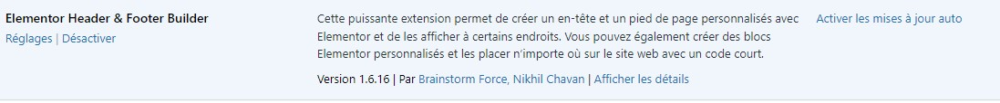 Elementor Header & Footer Builder
Réglages | Désactiver
Cette puissante extension permet de créer un en-tête et un pied de page personnalisés avec
Elementor et de les afficher à certains endroits. Vous pouvez également créer des blocs
Elementor personnalisés et les placer n’importe où sur le site web avec un code court.
Version 1.6.16 | Par Brainstorm Force, Nikhil Chavan | Afficher les détails
Activer les mises à jour auto